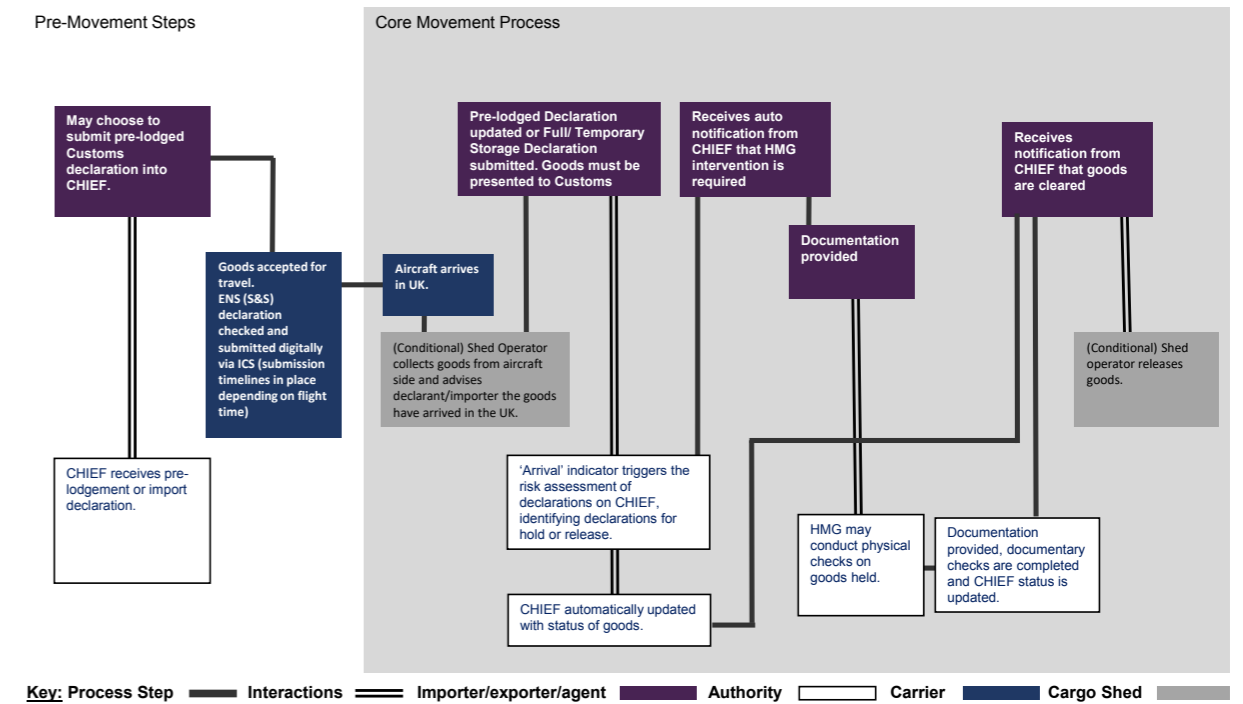 Pre-Movement Steps
Core Movement Process
May choose to
submit pre-lodged
Customs
declaration into
CHIEF.
Goods accepted for
travel.
ENS (S&S)
declaration
checked and
submitted digitally
via ICS (submission
timelines in place
depending on flight
time)
CHIEF receives pre-
lodgement or import
declaration.
Aircraft arrives
in UK.
Pre-lodged Declaration
updated or Full/ Temporary
Storage Declaration
submitted. Goods must be
presented to Customs
(Conditional) Shed Operator
collects goods from aircraft
side and advises
declarant/importer the goods
have arrived in the UK.
‘Arrival’ indicator triggers the
risk assessment of
declarations on CHIEF,
identifying declarations for
hold or release.
CHIEF automatically updated
with status of goods.
Receives auto
notification from
CHIEF that HMG
intervention is
required
Documentation
provided
HMG may
conduct physical
checks on
goods held.
Documentation
provided, documentary
checks are completed
and CHIEF status is
updated.
Receives
notification from
CHIEF that goods
are cleared
(Conditional) Shed
operator releases
goods.
Key: Process Step Interactions Importer/exporter/agent Authority Carrier Cargo Shed